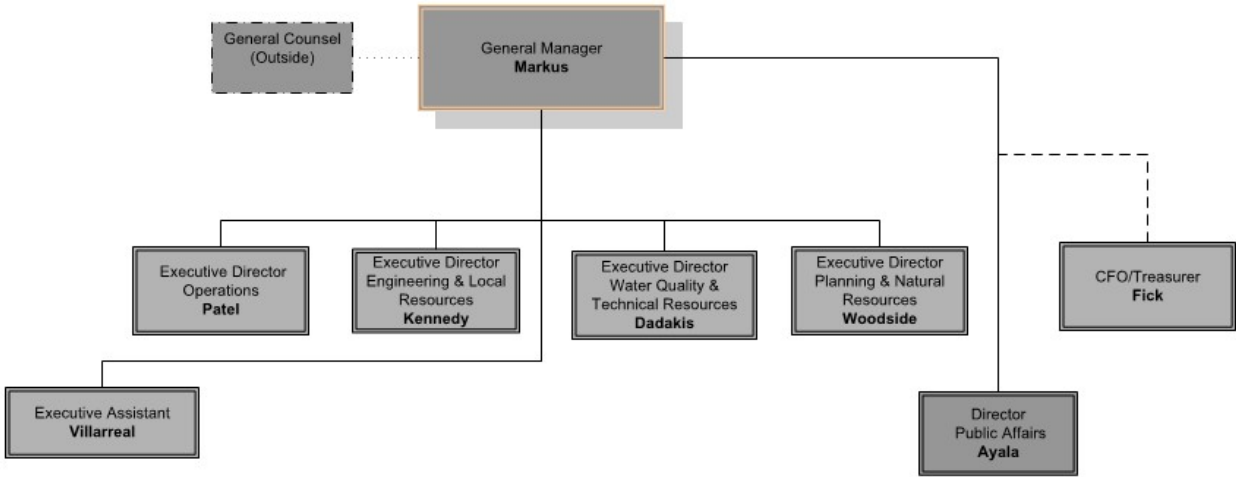 General Counsel
(Outside)
General Manager
Markus
Executive Director
Operations
Patel
Executive Director
Engineering & Local
Resources
Kennedy
Executive Director
Water Quality &
Technical Resources
Dadakis
Executive Director
Planning & Natural
Resources
Woodside
CFO/Treasurer
Fick
Executive Assistant
Villarreal
Director
Public Affairs
Ayala